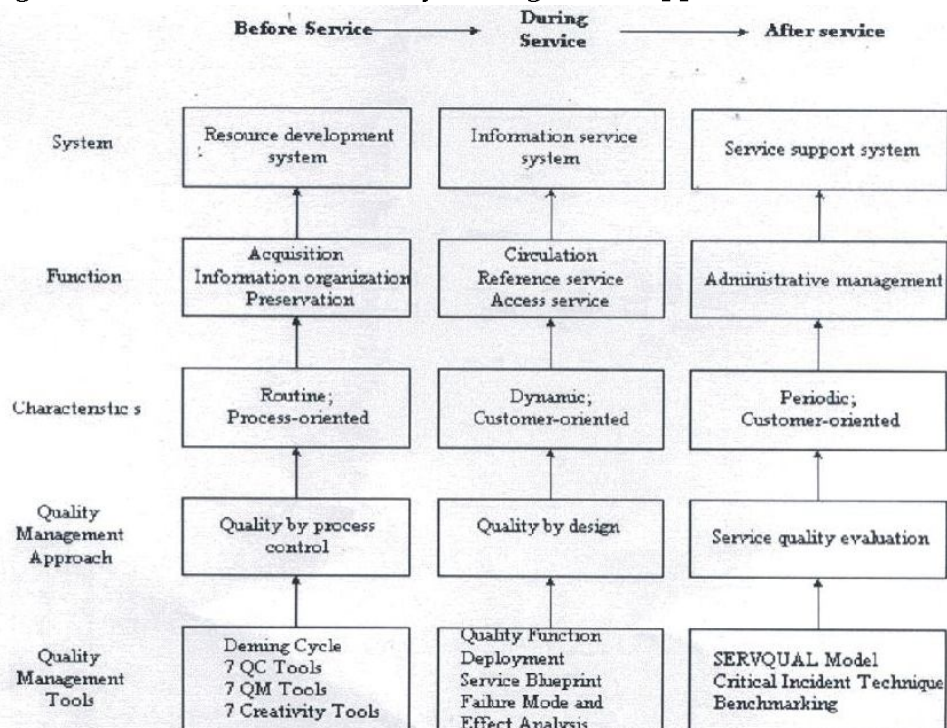 Before Service
During
Service
After service
System
Resource development
system
Information service
system
Service support system
Function
Acquisition
Information organization
Preservation
Circulation
Reference service
Access service
Administrative management
Characteristic s
Routine;
Process-oriented
Dynamic;
Customer-oriented
Periodic;
Customer-oriented
Quality
Management
Approach
Quality by process
control
Quality by design
Service quality evaluation
Quality
Management
Tools
Deming Cycle
7 QC Tools
7 QM Tools
7 Creativity Tools
Quality Function
Deployment
Service Blueprint
Failure Mode and
Effect Analysis
SERVQUAL Model
Critical Incident Technique
Benchmarking